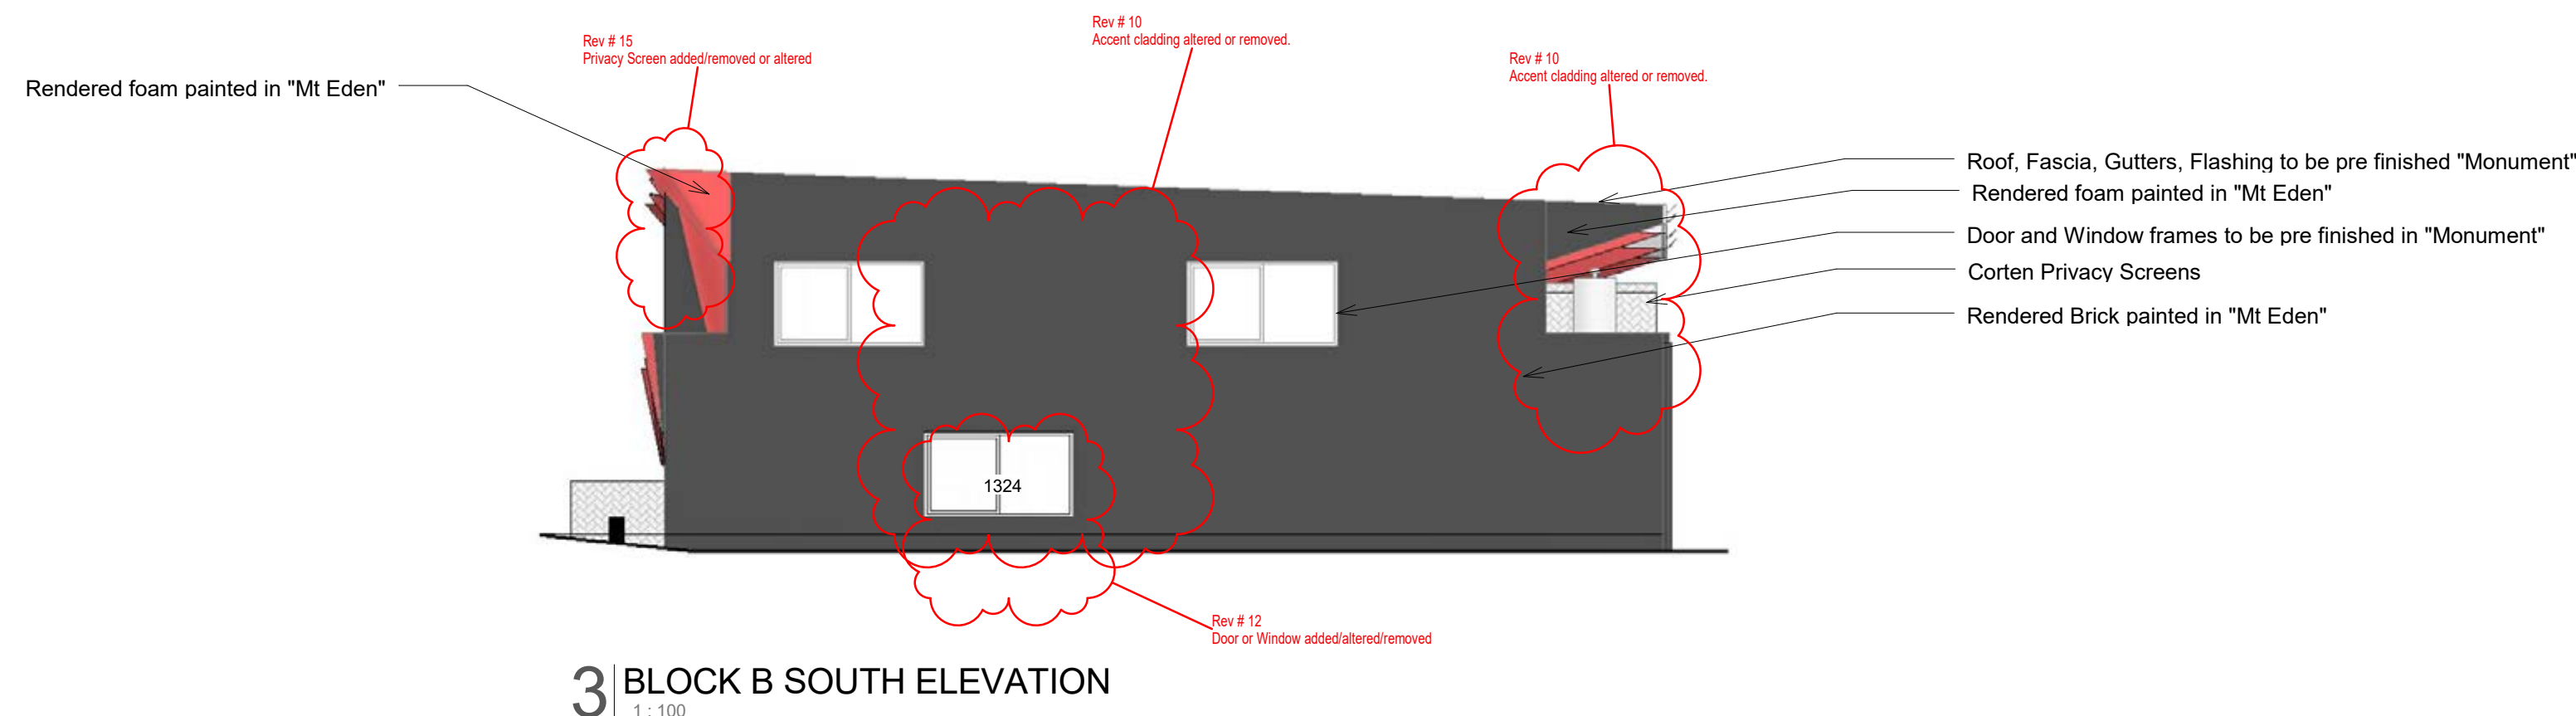 Rev # 10
Accent cladding altered or removed.
Rev # 15
Privacy Screen added/removed or altered
Rev # 10
Accent cladding altered or removed.
Rendered foam painted in "Mt Eden"
Roof, Fascia, Gutters, Flashing to be pre finished "Monument"
Rendered foam painted in "Mt Eden"
Door and Window frames to be pre finished in "Monument"
Corten Privacy Screens
Rendered Brick painted in "Mt Eden"
1324
Rev # 12
Door or Window added/altered/removed
3 BLOCK B SOUTH ELEVATION
1 : 100